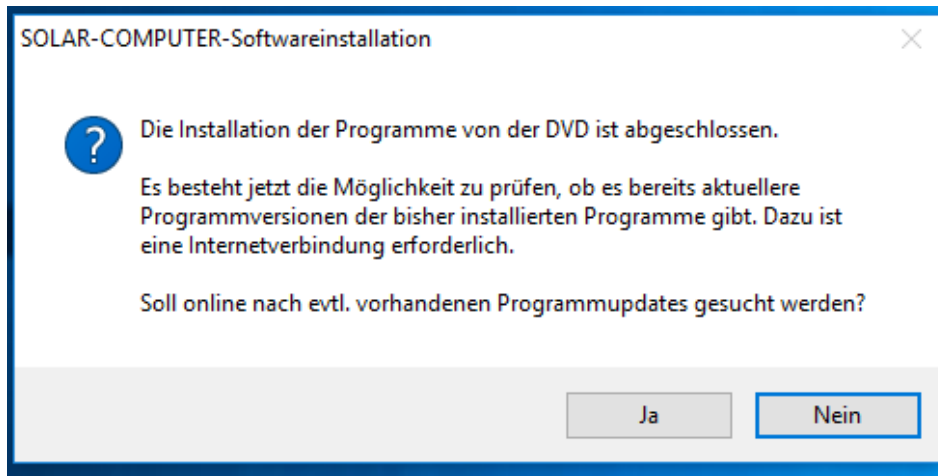 SOLAR-COMPUTER-Softwareinstallation
Die Installation der Programme von der DVD ist abgeschlossen.
Es besteht jetzt die Möglichkeit zu prüfen, ob es bereits aktuellere
Programmversionen der bisher installierten Programme gibt. Dazu ist
eine Internetverbindung erforderlich.
Soll online nach evtl. vorhandenen Programmupdates gesucht werden?
Ja
Nein